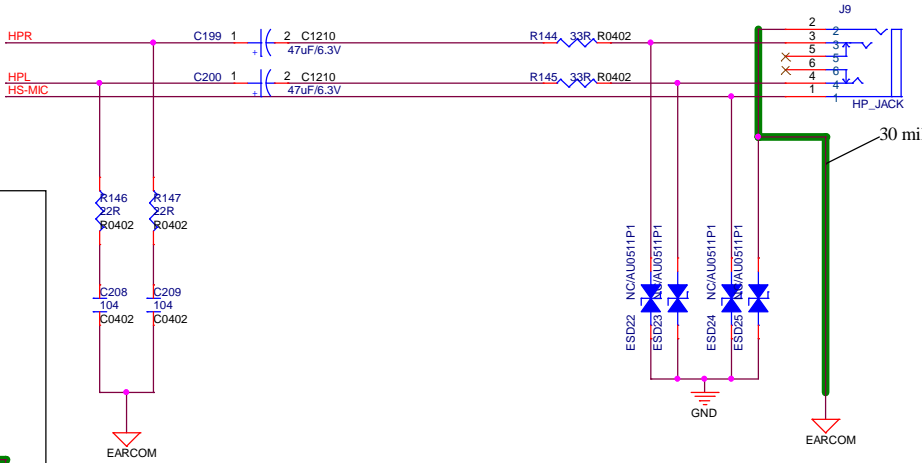 J9
HPR
C199 1 2 C1210
+ 47uF/6.3V
R144 33R R0402
2 2
3 3
5 5
6 6
4 4
1 1
HPL
C200 1 2 C1210
+ 47uF/6.3V
R145 33R R0402
HS-MIC
HP_JACK
30 mi
R146
22R
R0402
R147
22R
R0402
C208
104
C0402
C209
104
C0402
ESD22 NC/AU0511P1
ESD23 NC/AU0511P1
ESD24 NC/AU0511P1
ESD25 NC/AU0511P1
GND
EARCOM
EARCOM